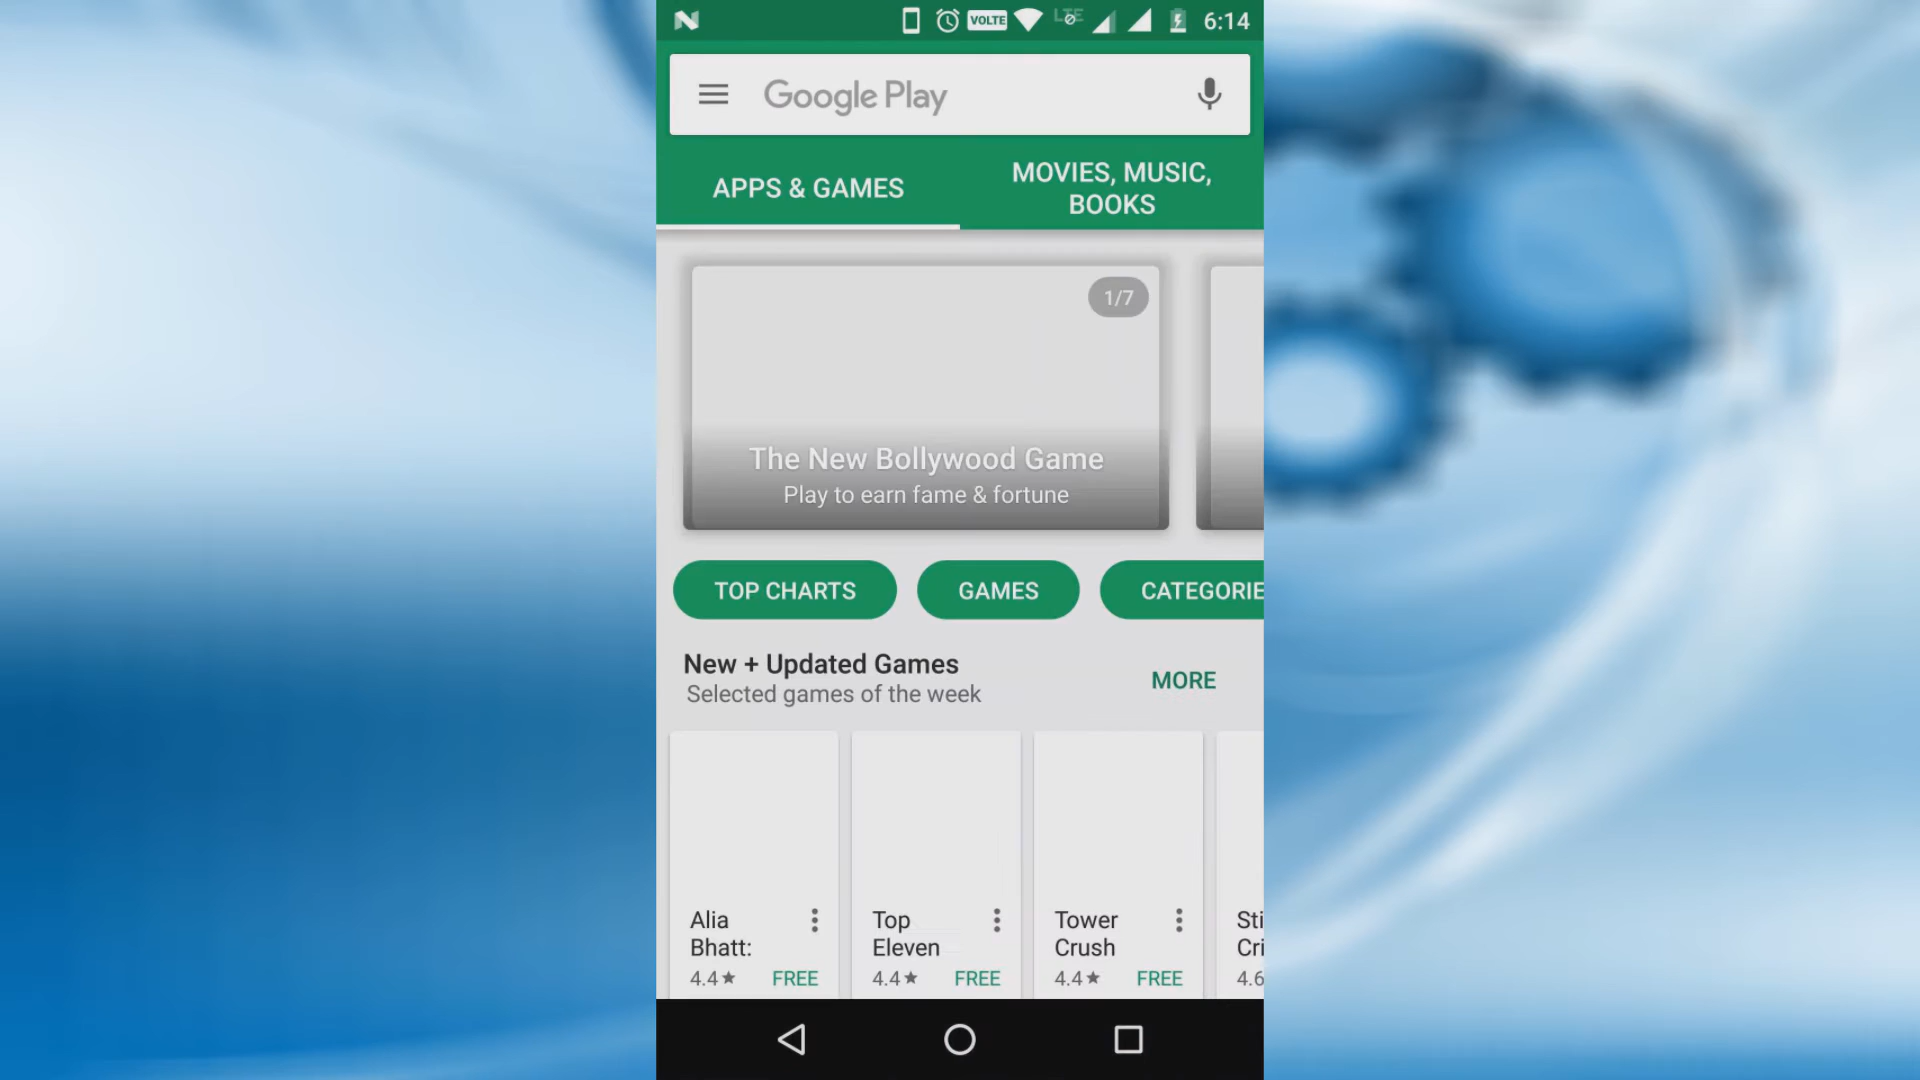 VOLTE LTE 6:14
Google Play
APPS & GAMES
MOVIES, MUSIC,
BOOKS
1/7
The New Bollywood Game
Play to earn fame & fortune
TOP CHARTS
GAMES
CATEGORIE
New + Updated Games
Selected games of the week
MORE
Alia
Bhatt:
4.4★ FREE
Top
Eleven
4.4★ FREE
Tower
Crush
4.4★ FREE
Sti
Cri
4.6